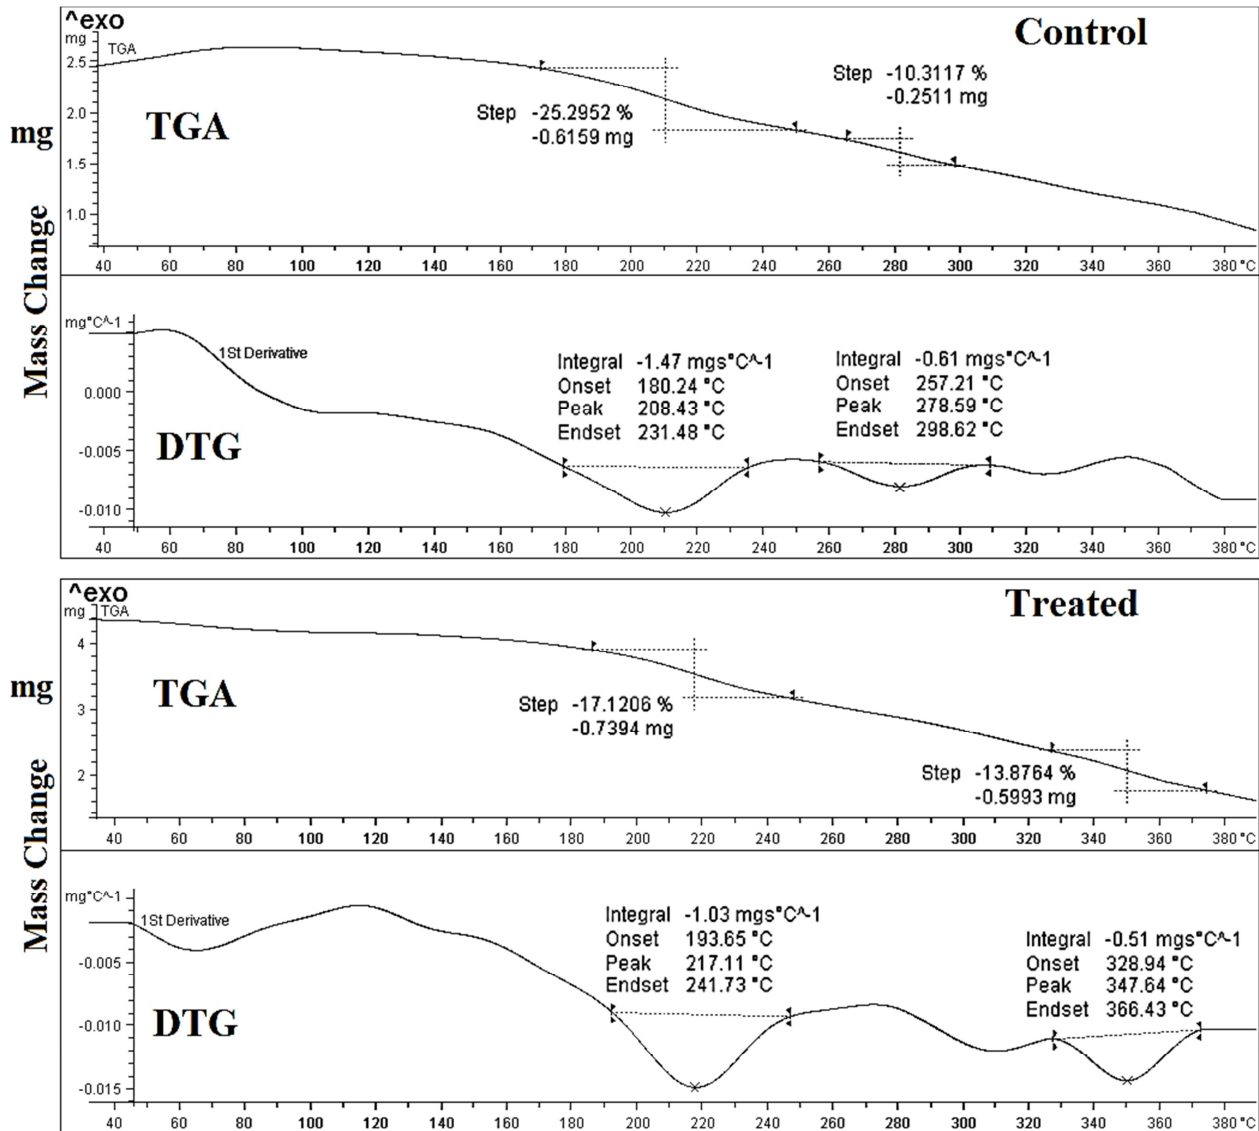 ^exo
Control
mg
TGA
2.5
2.0
1.5
1.0
TGA
Step -25.2952 %
-0.6159 mg
Step -10.3117 %
-0.2511 mg
40 60 80 100 120 140 160 180 200 220 240 260 280 300 320 340 360 380 °C
mg°C^-1
1St Derivative
0.000
-0.005
-0.010
DTG
Integral -1.47 mgs°C^-1
Onset 180.24 °C
Peak 208.43 °C
Endset 231.48 °C
Integral -0.61 mgs°C^-1
Onset 257.21 °C
Peak 278.59 °C
Endset 298.62 °C
40 60 80 100 120 140 160 180 200 220 240 260 280 300 320 340 360 380 °C
mg
Mass Change
^exo
Treated
mg
TGA
4
3
2
TGA
Step -17.1206 %
-0.7394 mg
Step -13.8764 %
-0.5993 mg
40 60 80 100 120 140 160 180 200 220 240 260 280 300 320 340 360 380 °C
mg°C^-1
1St Derivative
-0.005
-0.010
-0.015
DTG
Integral -1.03 mgs°C^-1
Onset 193.65 °C
Peak 217.11 °C
Endset 241.73 °C
Integral -0.51 mgs°C^-1
Onset 328.94 °C
Peak 347.64 °C
Endset 366.43 °C
40 60 80 100 120 140 160 180 200 220 240 260 280 300 320 340 360 380 °C
mg
Mass Change